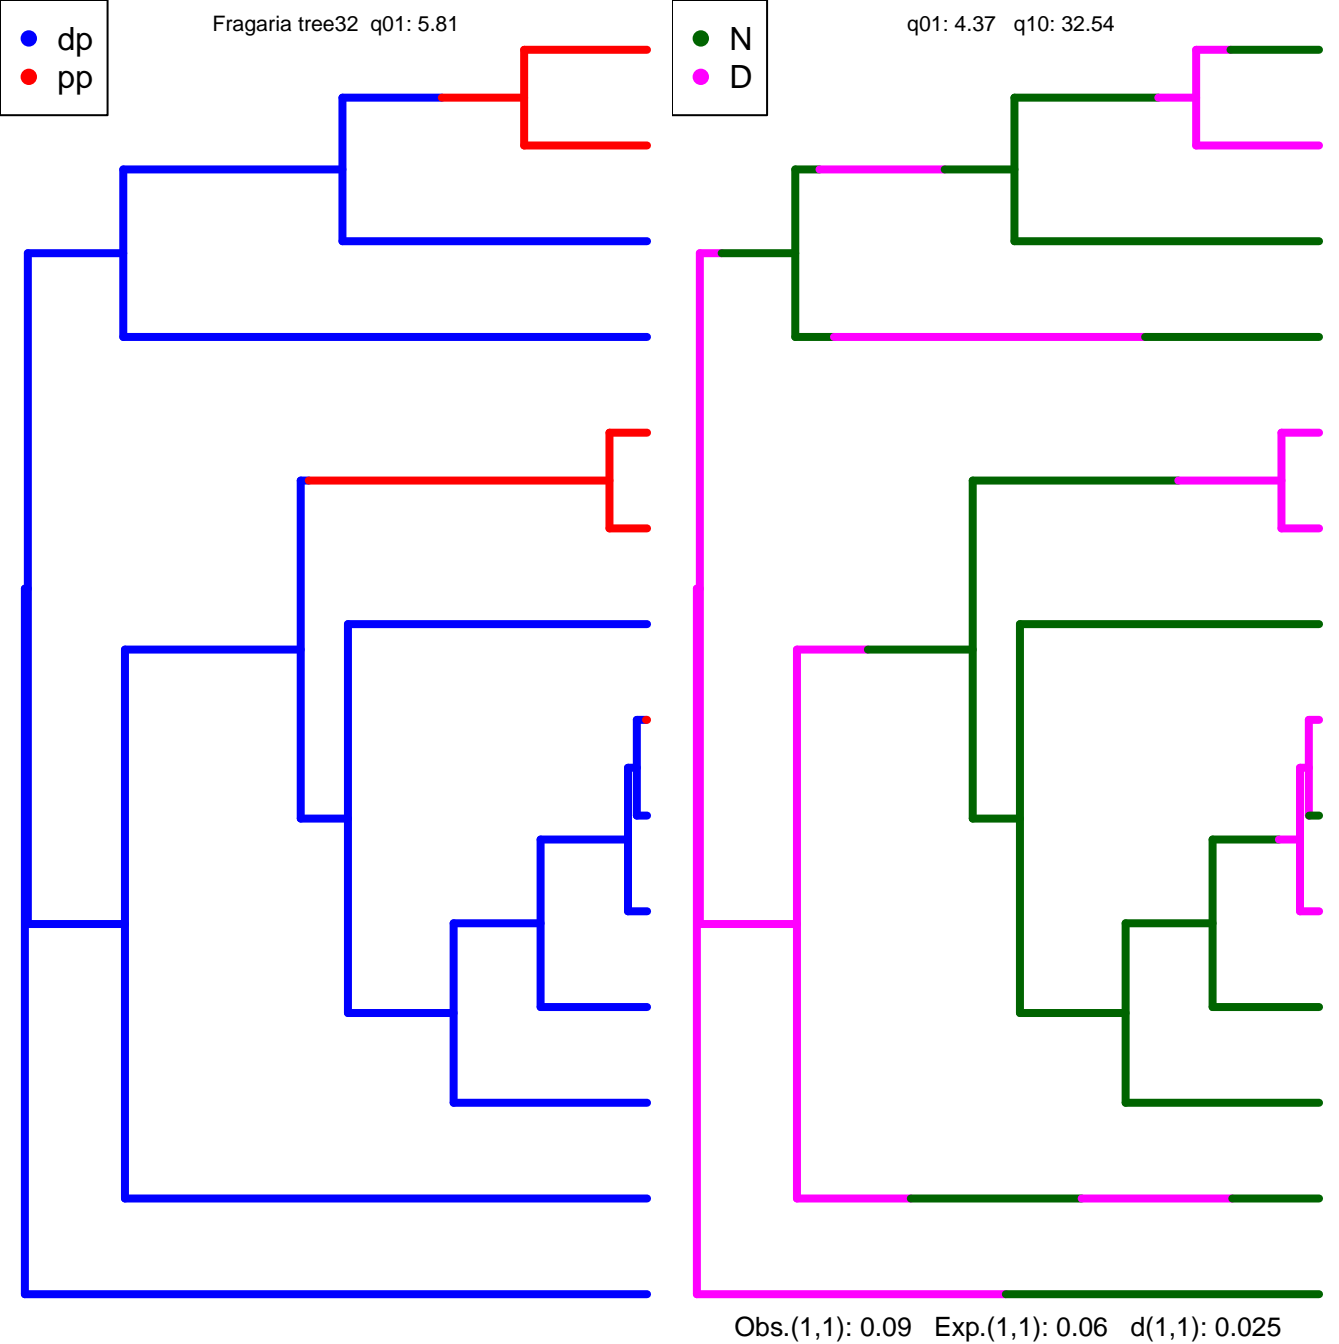 Fragaria tree32  q01: 5.81
dp
pp
q01: 4.37   q10: 32.54
N
D
Obs.(1,1): 0.09   Exp.(1,1): 0.06   d(1,1): 0.025